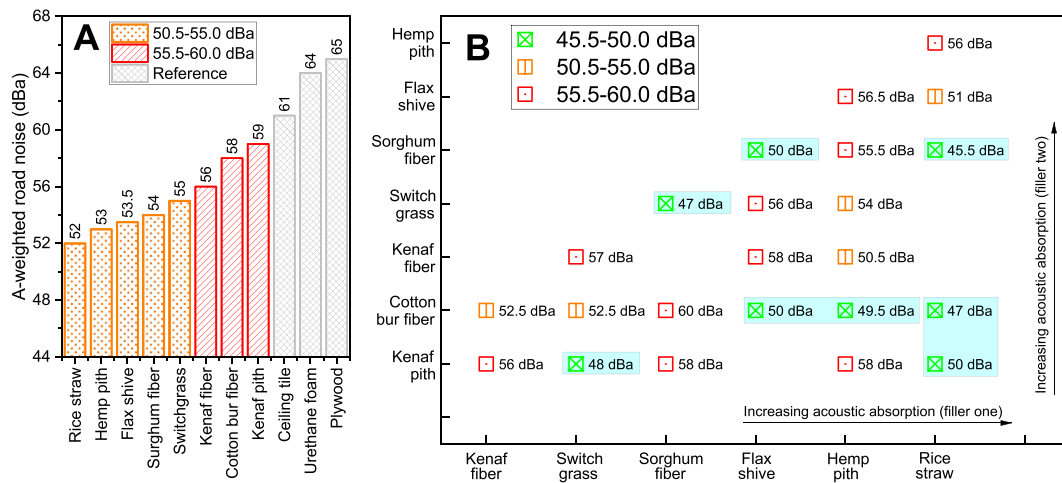 A
50.5-55.0 dBa
55.5-60.0 dBa
Reference
A-weighted road noise (dBa)
68
64
60
56
52
48
44
52
53
53.5
54
55
56
58
59
61
64
65
Rice straw
Hemp pith
Flax shive
Surghum fiber
Switchgrass
Kenaf fiber
Cotton bur fiber
Kenaf pith
Ceiling tile
Urethane foam
Plywood
B
45.5-50.0 dBa
50.5-55.0 dBa
55.5-60.0 dBa
Hemp
pith
56 dBa
Flax
shive
56.5 dBa
51 dBa
Sorghum
fiber
50 dBa
55.5 dBa
45.5 dBa
Switch
grass
47 dBa
56 dBa
54 dBa
Kenaf
fiber
57 dBa
58 dBa
50.5 dBa
Cotton
bur fiber
52.5 dBa
52.5 dBa
60 dBa
50 dBa
49.5 dBa
47 dBa
Kenaf
pith
56 dBa
48 dBa
58 dBa
58 dBa
50 dBa
Increasing acoustic absorption (filler one)
Increasing acoustic absorption (filler two)
Kenaf
fiber
Switch
grass
Sorghum
fiber
Flax
shive
Hemp
pith
Rice
straw